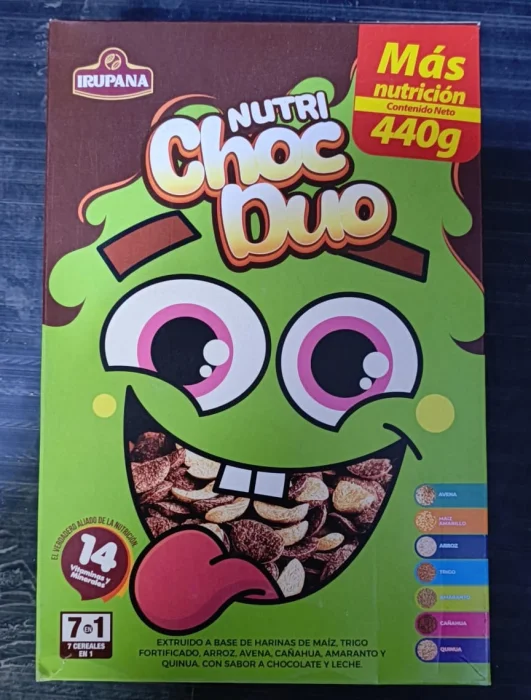 IRUPANA
Más
nutrición
Contenido Neto
440g
NUTRI
Choc
Duo
AVENA
MAÍZ
AMARILLO
ARROZ
TRIGO
AMARANTO
CAÑAHUA
QUINUA
EL VERDADERO ALIADO DE LA NUTRICIÓN
14
Vitaminas y
Minerales
7 EN 1
7 CEREALES
EN 1
EXTRUIDO A BASE DE HARINAS DE MAÍZ, TRIGO
FORTIFICADO, ARROZ, AVENA, CAÑAHUA, AMARANTO Y
QUINUA, CON SABOR A CHOCOLATE Y LECHE.